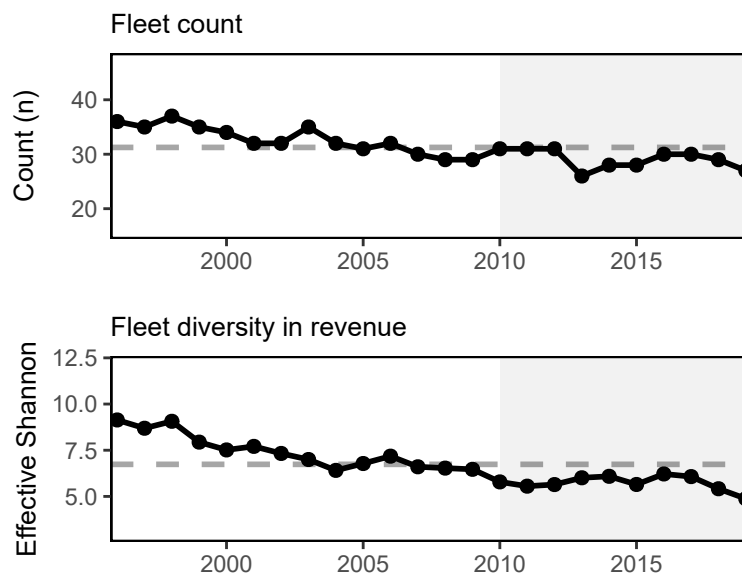 Fleet count
Count (n)
40
30
20
2000 2005 2010 2015
Fleet diversity in revenue
Effective Shannon
12.5
10.0
7.5
5.0
2000 2005 2010 2015